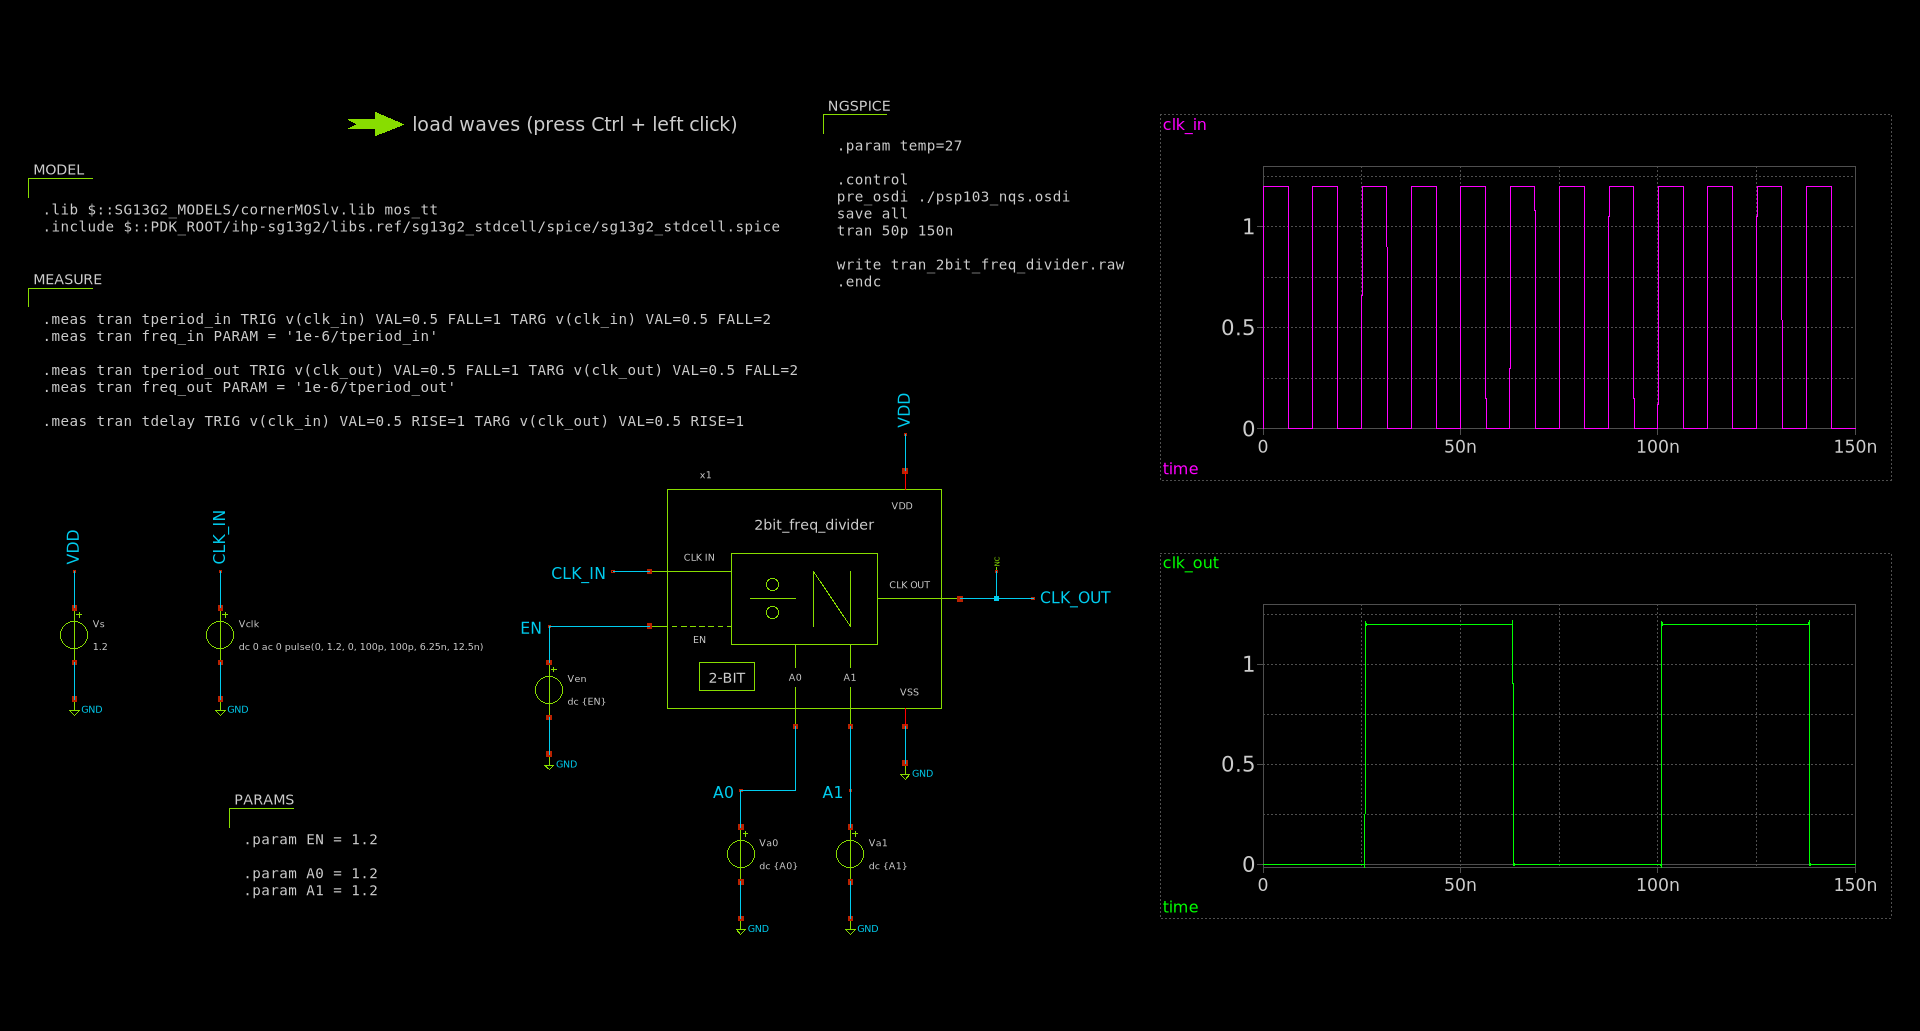 load waves (press Ctrl + left click)
MODEL
.lib $::SG13G2_MODELS/cornerMOSlv.lib mos_tt
.include $::PDK_ROOT/ihp-sg13g2/libs.ref/sg13g2_stdcell/spice/sg13g2_stdcell.spice
MEASURE
.meas tran tperiod_in TRIG v(clk_in) VAL=0.5 FALL=1 TARG v(clk_in) VAL=0.5 FALL=2
.meas tran freq_in PARAM = '1e-6/tperiod_in'
.meas tran tperiod_out TRIG v(clk_out) VAL=0.5 FALL=1 TARG v(clk_out) VAL=0.5 FALL=2
.meas tran freq_out PARAM = '1e-6/tperiod_out'
.meas tran tdelay TRIG v(clk_in) VAL=0.5 RISE=1 TARG v(clk_out) VAL=0.5 RISE=1
NGSPICE
.param temp=27
.control
pre_osdi ./psp103_nqs.osdi
save all
tran 50p 150n
write tran_2bit_freq_divider.raw
.endc
VDD
Vs
1.2
GND
CLK_IN
Vclk
dc 0 ac 0 pulse(0, 1.2, 0, 100p, 100p, 6.25n, 12.5n)
GND
PARAMS
.param EN = 1.2
.param A0 = 1.2
.param A1 = 1.2
VDD
x1
VDD
2bit_freq_divider
CLK IN
CLK_IN
CLK OUT
NC
CLK_OUT
EN
EN
N
2-BIT
A0
A1
VSS
Ven
dc {EN}
GND
GND
A0
A1
Va0
dc {A0}
GND
Va1
dc {A1}
GND
clk_in
1
0.5
0
0
50n
100n
150n
time
clk_out
1
0.5
0
0
50n
100n
150n
time